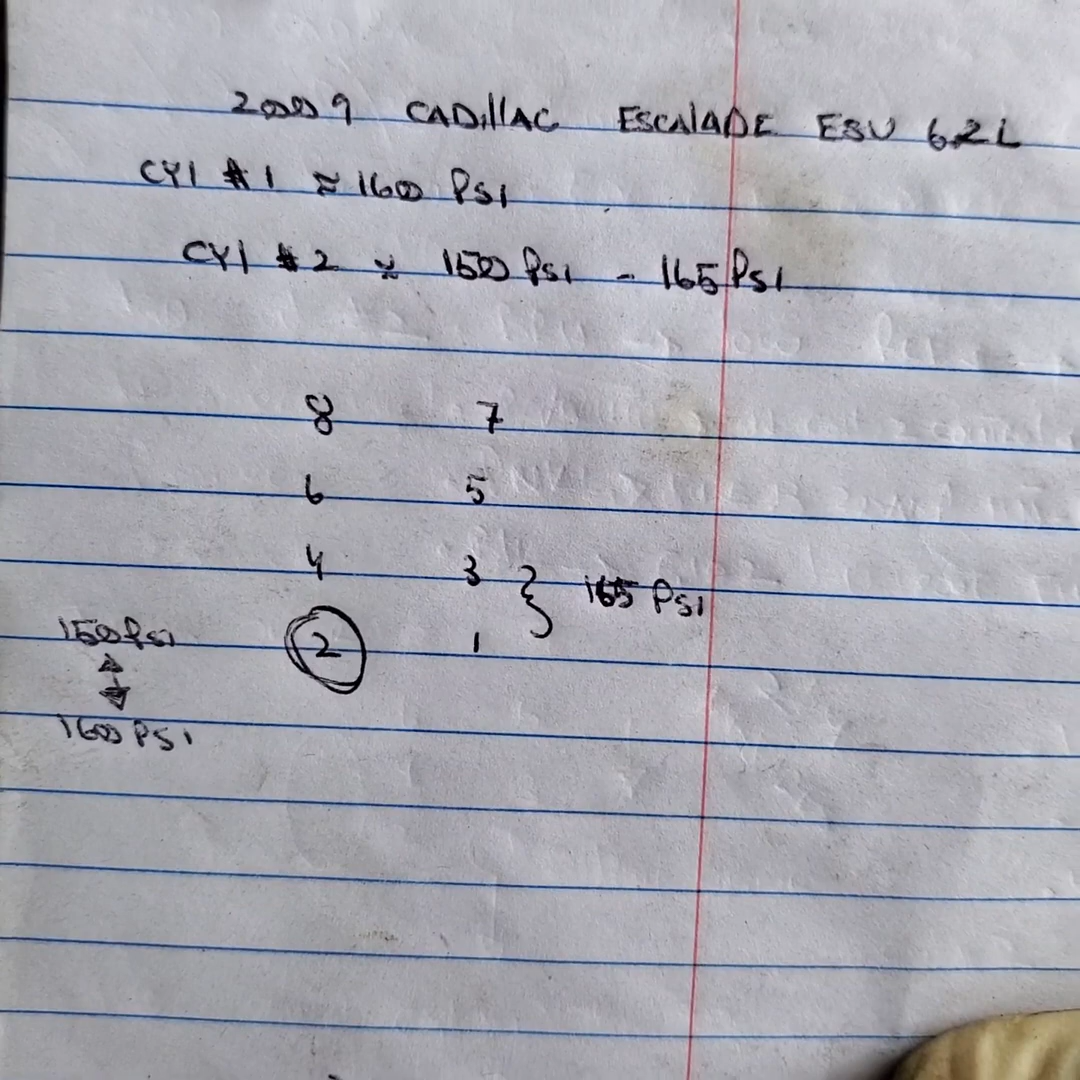 2009 CADillAC ESCAlADE ESV 6.2L
CYl #1 ≈ 160 PSI
CYl #2 ≈ 150 PSI - 165 PSI
8 7
6 5
4 3 } 165 PSI
150 PSI 2 1
160 PSI